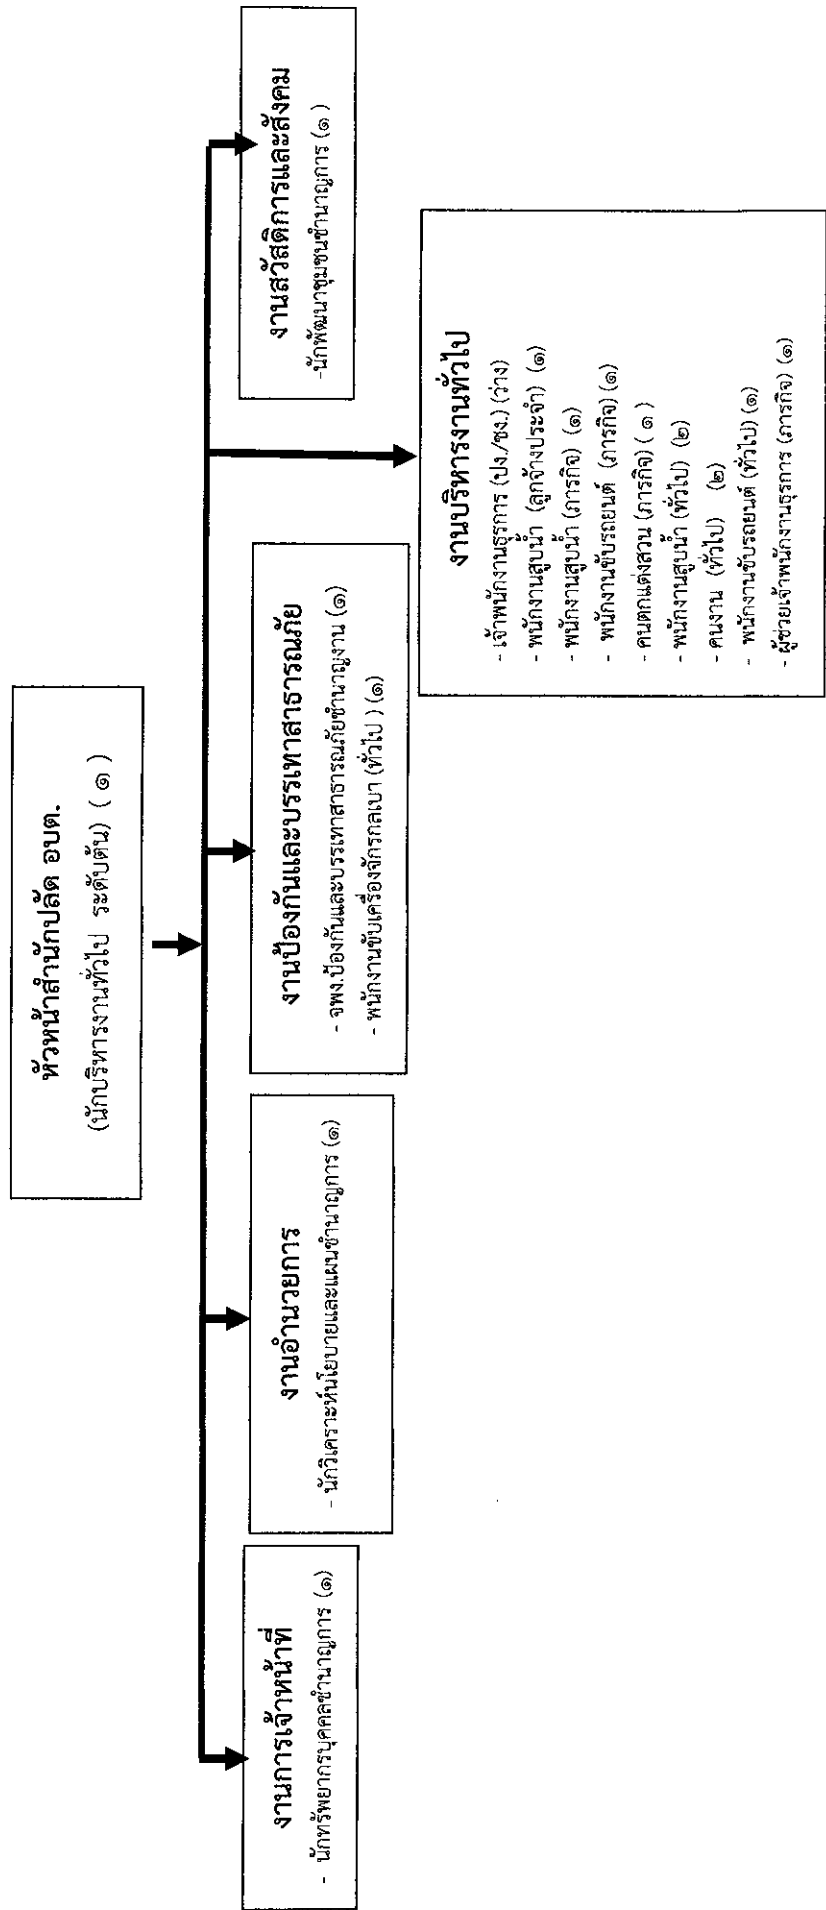 หัวหน้าสำนักปลัด อบต.
(นักบริหารงานทั่วไป ระดับต้น) ( ๑ )
งานการเจ้าหน้าที่
- นักทรัพยากรบุคคลชำนาญการ (๑)
งานอำนวยการ
- นักวิเคราะห์นโยบายและแผนชำนาญการ (๑)
งานป้องกันและบรรเทาสาธารณภัย
- จพง.ป้องกันและบรรเทาสาธารณภัยชำนาญงาน (๑)
- พนักงานขับเครื่องจักรกลเบา (ทั่วไป ) (๑)
งานสวัสดิการและสังคม
-นักพัฒนาชุมชนชำนาญการ (๑ )
งานบริหารงานทั่วไป
- เจ้าพนักงานธุรการ (ปง./ชง.) (ว่าง)
- พนักงานสูบน้ำ (ลูกจ้างประจำ) (๑)
- พนักงานสูบน้ำ (ภารกิจ) (๑)
- พนักงานขับรถยนต์ (ภารกิจ) (๑)
- คนตกแต่งสวน (ภารกิจ) ( ๑ )
- พนักงานสูบน้ำ (ทั่วไป) (๒)
- คนงาน (ทั่วไป) (๒)
- พนักงานขับรถยนต์ (ทั่วไป) (๑)
- ผู้ช่วยเจ้าพนักงานธุรการ (ภารกิจ) (๑)